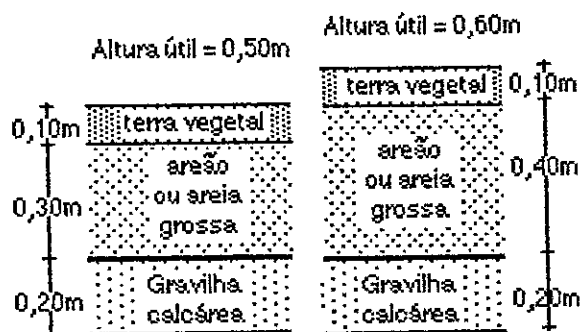 Altura útil = 0,50m
0,10m
terra vegetal
0,30m
areão
ou areia
grossa
0,20m
Gravilha
calcárea
Altura útil = 0,60m
terra vegetal
0,10m
areão
ou areia
grossa
0,40m
Gravilha
calcárea
0,20m